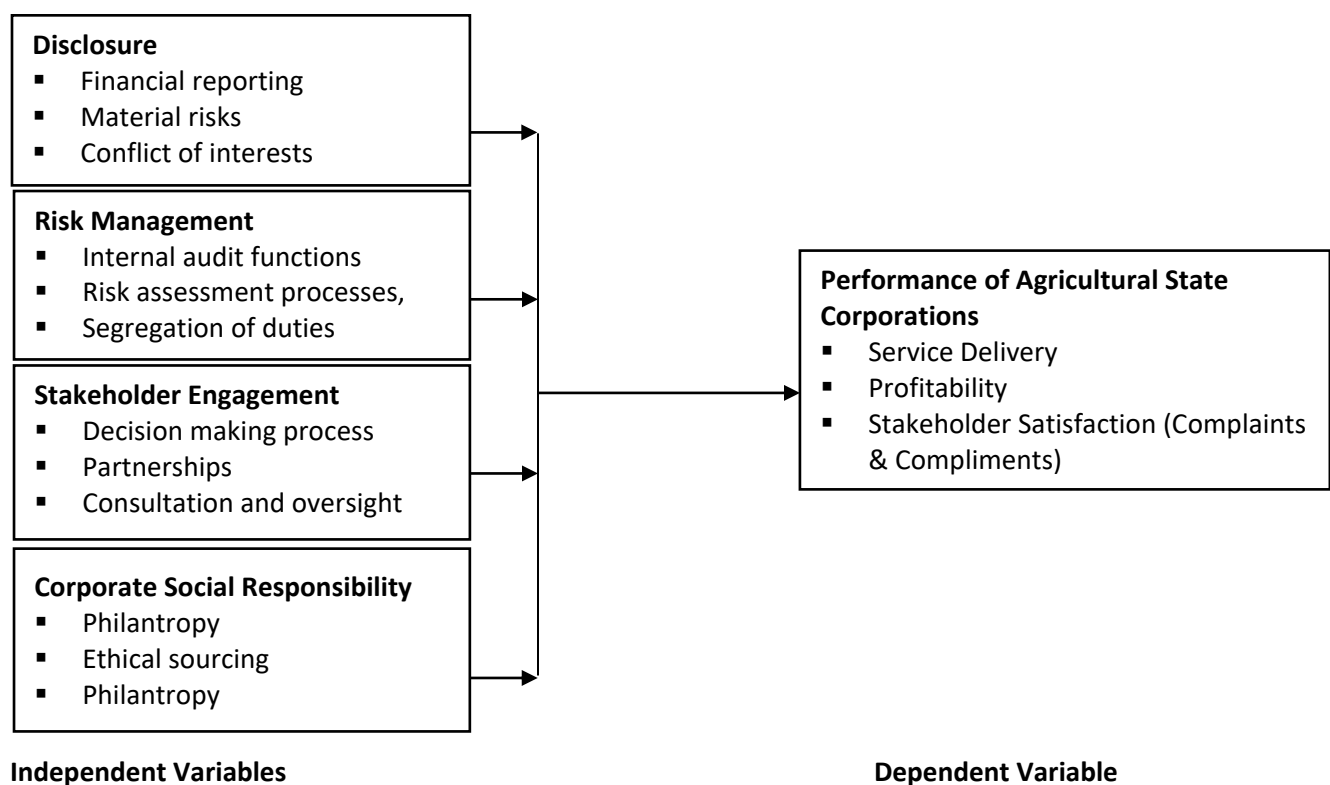 Disclosure
▪ Financial reporting
▪ Material risks
▪ Conflict of interests
Risk Management
▪ Internal audit functions
▪ Risk assessment processes,
▪ Segregation of duties
Stakeholder Engagement
▪ Decision making process
▪ Partnerships
▪ Consultation and oversight
Corporate Social Responsibility
▪ Philantropy
▪ Ethical sourcing
▪ Philantropy
Performance of Agricultural State
Corporations
▪ Service Delivery
▪ Profitability
▪ Stakeholder Satisfaction (Complaints
& Compliments)
Independent Variables
Dependent Variable